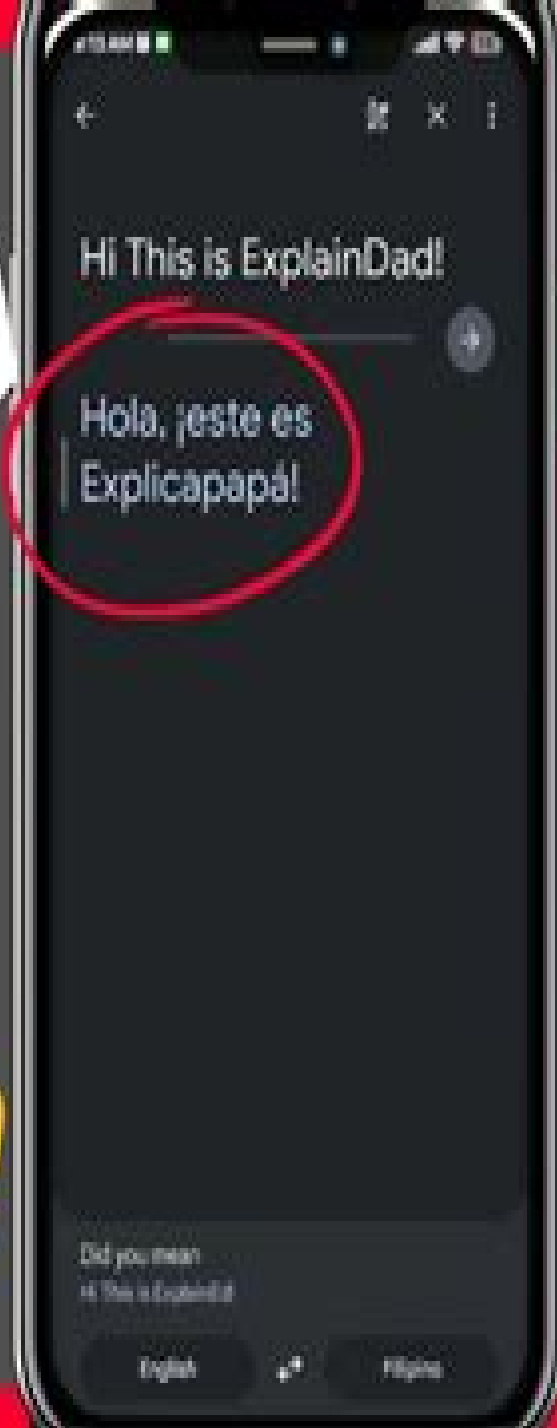 Hi This is ExplainDad!
Hola, ¡este es
Explicapapá!
Did you mean
English
Filipino